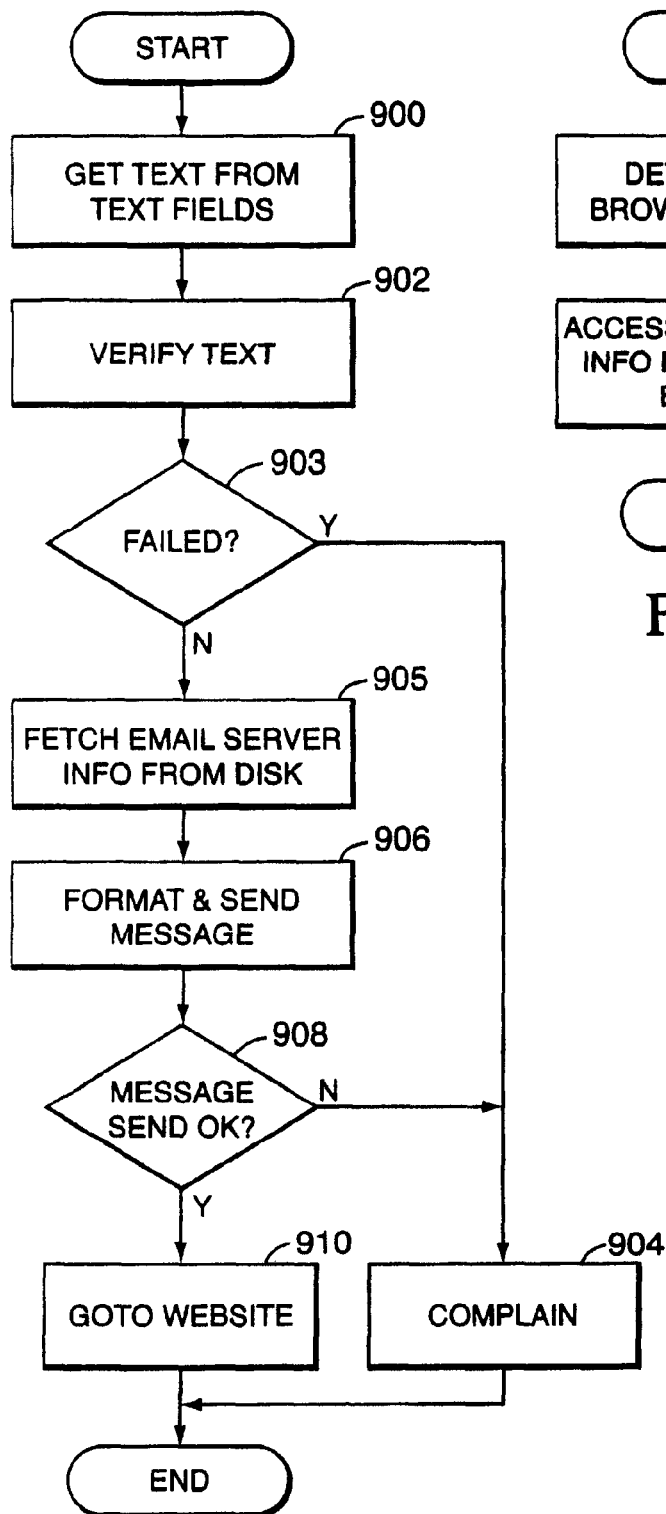 START
900
GET TEXT FROM
TEXT FIELDS
902
VERIFY TEXT
903
FAILED?
Y
N
905
FETCH EMAIL SERVER
INFO FROM DISK
906
FORMAT & SEND
MESSAGE
908
MESSAGE
SEND OK?
N
Y
910
GOTO WEBSITE
904
COMPLAIN
END